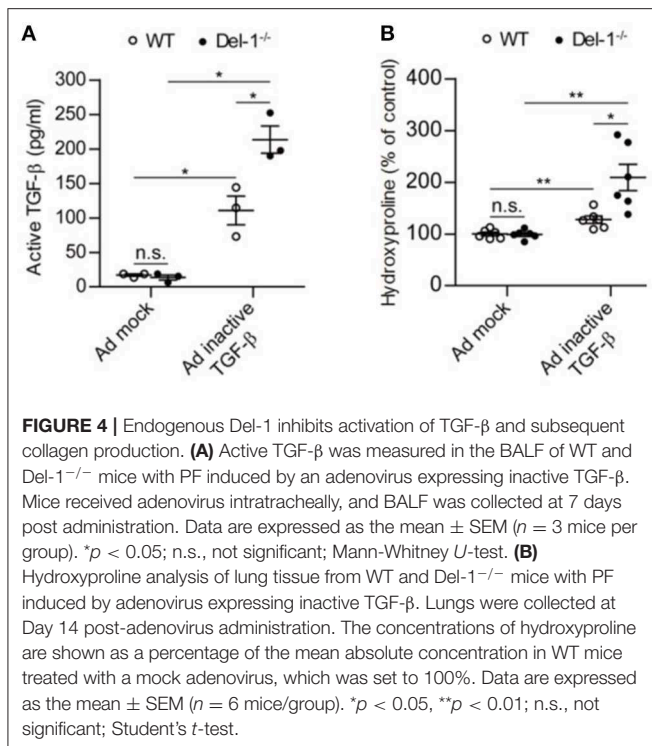 A
B
○ WT ● Del-1-/-
○ WT ● Del-1-/-
Active TGF-β (pg/ml)
300
250
200
150
100
50
0
*
*
*
n.s.
Ad mock
Ad inactive
TGF-β
Hydroxyproline (% of control)
400
300
200
100
0
**
*
**
n.s.
Ad mock
Ad inactive
TGF-β
FIGURE 4 | Endogenous Del-1 inhibits activation of TGF-β and subsequent
collagen production. (A) Active TGF-β was measured in the BALF of WT and
Del-1−/− mice with PF induced by an adenovirus expressing inactive TGF-β.
Mice received adenovirus intratracheally, and BALF was collected at 7 days
post administration. Data are expressed as the mean ± SEM (n = 3 mice per
group). *p < 0.05; n.s., not significant; Mann-Whitney U-test. (B)
Hydroxyproline analysis of lung tissue from WT and Del-1−/− mice with PF
induced by adenovirus expressing inactive TGF-β. Lungs were collected at
Day 14 post-adenovirus administration. The concentrations of hydroxyproline
are shown as a percentage of the mean absolute concentration in WT mice
treated with a mock adenovirus, which was set to 100%. Data are expressed
as the mean ± SEM (n = 6 mice/group). *p < 0.05, **p < 0.01; n.s., not
significant; Student's t-test.